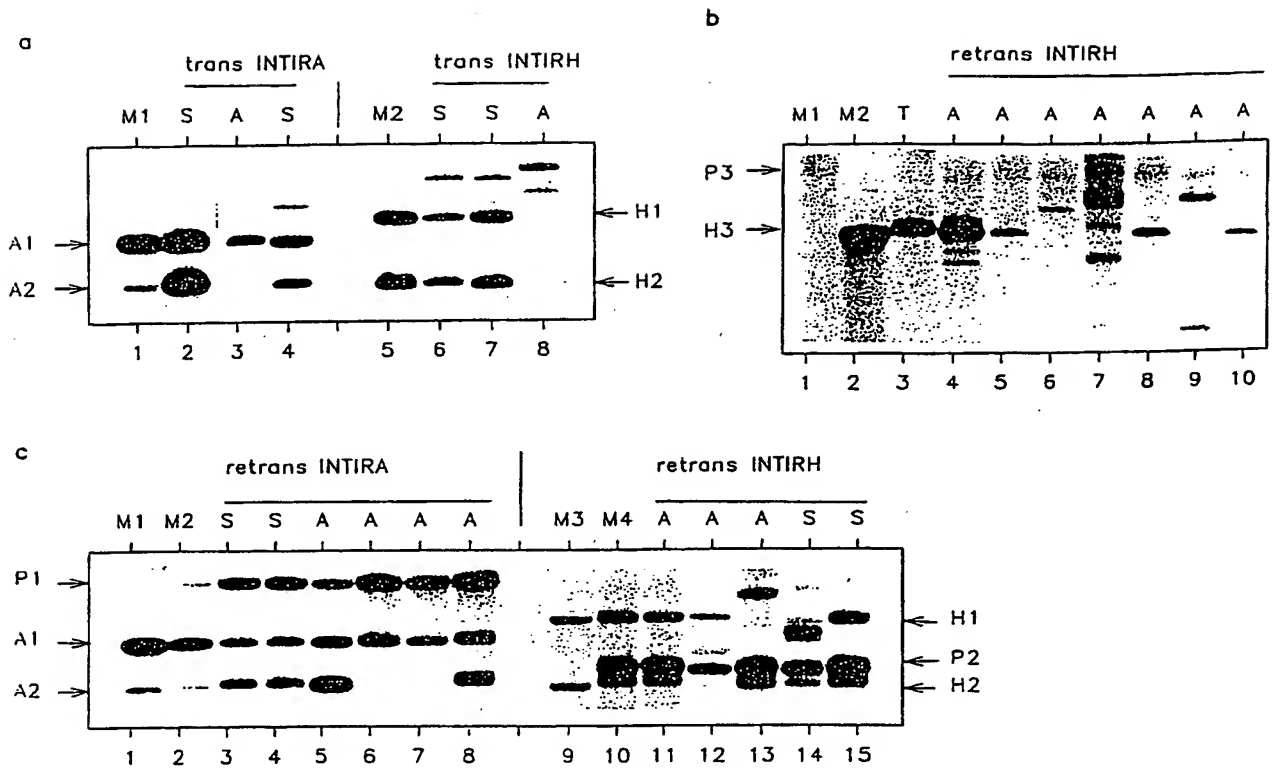 a
trans INTIRA
trans INTIRH
M1 S A S M2 S S A
A1
A2
H1
H2
1 2 3 4 5 6 7 8
b
retrans INTIRH
M1 M2 T A A A A A A A
P3
H3
1 2 3 4 5 6 7 8 9 10
c
retrans INTIRA
retrans INTIRH
M1 M2 S S A A A A M3 M4 A A A S S
P1
A1
A2
H1
P2
H2
1 2 3 4 5 6 7 8 9 10 11 12 13 14 15